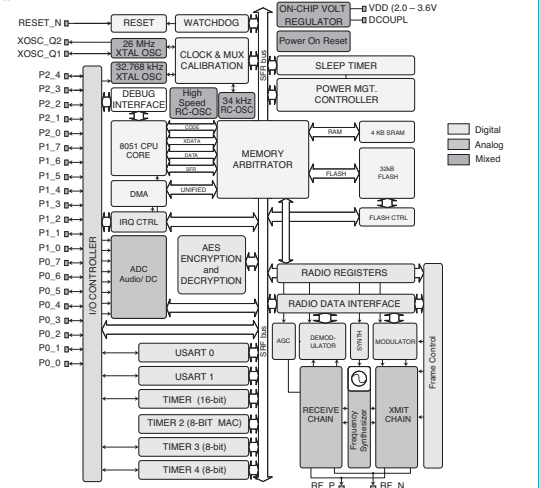 ON-CHIP VOLT
REGULATOR
VDD (2.0 – 3.6V
DCOUPL
RESET_N
RESET
WATCHDOG
XOSC_Q2
XOSC_Q1
26 MHz
XTAL OSC
CLOCK & MUX
CALIBRATION
SFR bus
Power On Reset
32.768 kHz
XTAL OSC
SLEEP TIMER
DEBUG
INTERFACE
High
Speed
RC-OSC
34 kHz
RC-OSC
POWER MGT.
CONTROLLER
P2_4
P2_3
P2_2
P2_1
P2_0
P1_7
P1_6
P1_5
P1_4
P1_3
P1_2
P1_1
P1_0
P0_7
P0_6
P0_5
P0_4
P0_3
P0_2
P0_1
P0_0
I/O CONTROLLER
8051 CPU
CORE
CODE
XDATA
DATA
SFR
UNIFIED
DMA
MEMORY
ARBITRATOR
RAM
4 KB SRAM
FLASH
32kB
FLASH
FLASH CTRL
Digital
Analog
Mixed
IRQ CTRL
ADC
Audio/ DC
AES
ENCRYPTION
and
DECRYPTION
RADIO REGISTERS
RADIO DATA INTERFACE
SRF bus
AGC
DEMOD-
ULATOR
SYNTH
MODULATOR
Frame Control
USART 0
USART 1
TIMER (16-bit)
TIMER 2 (8-BIT MAC)
TIMER 3 (8-bit)
TIMER 4 (8-bit)
RECEIVE
CHAIN
Frequency
Synthesizer
XMIT
CHAIN
RF_P
RF_N